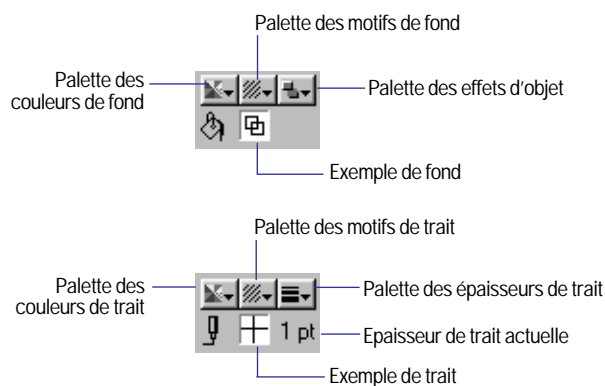 Palette des motifs de fond
Palette des
couleurs de fond
Palette des effets d'objet
Exemple de fond
Palette des motifs de trait
Palette des
couleurs de trait
Palette des épaisseurs de trait
1 pt
Epaisseur de trait actuelle
Exemple de trait